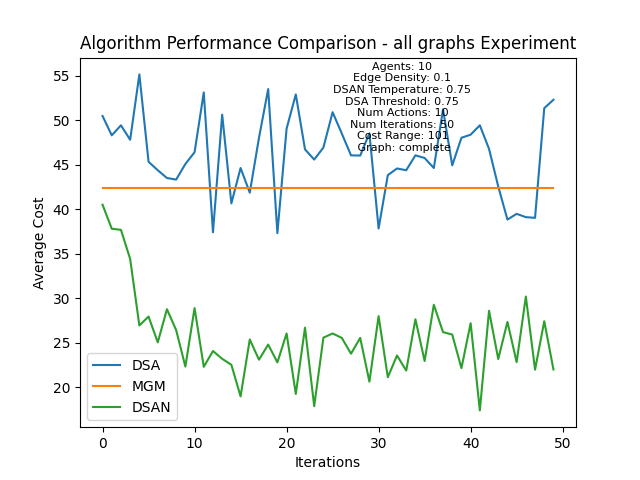 Algorithm Performance Comparison - all graphs Experiment
Agents: 10
Edge Density: 0.1
DSAN Temperature: 0.75
DSA Threshold: 0.75
Num Actions: 10
Num Iterations: 50
Cost Range: 101
Graph: complete
55
50
45
40
35
30
25
20
Average Cost
DSA
MGM
DSAN
0 10 20 30 40 50
Iterations